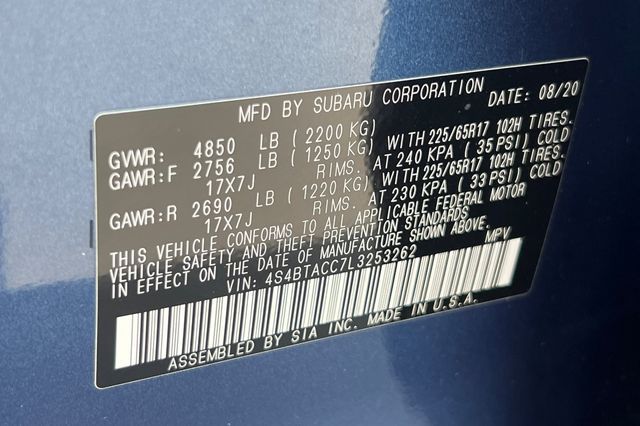 MFD BY SUBARU CORPORATION DATE: 08/20
GVWR: 4850 LB ( 2200 KG)
GAWR:F 2756 LB ( 1250 KG) WITH 225/65R17 102H TIRES.
17X7J RIMS. AT 240 KPA ( 35 PSI) COLD
GAWR:R 2690 LB ( 1220 KG) WITH 225/65R17 102H TIRES.
17X7J RIMS. AT 230 KPA ( 33 PSI) COLD
THIS VEHICLE CONFORMS TO ALL APPLICABLE FEDERAL MOTOR
VEHICLE SAFETY AND THEFT PREVENTION STANDARDS
IN EFFECT ON THE DATE OF MANUFACTURE SHOWN ABOVE.
VIN: 4S4BTACC7L3253262 MPV
ASSEMBLED BY SIA INC. MADE IN U.S.A.